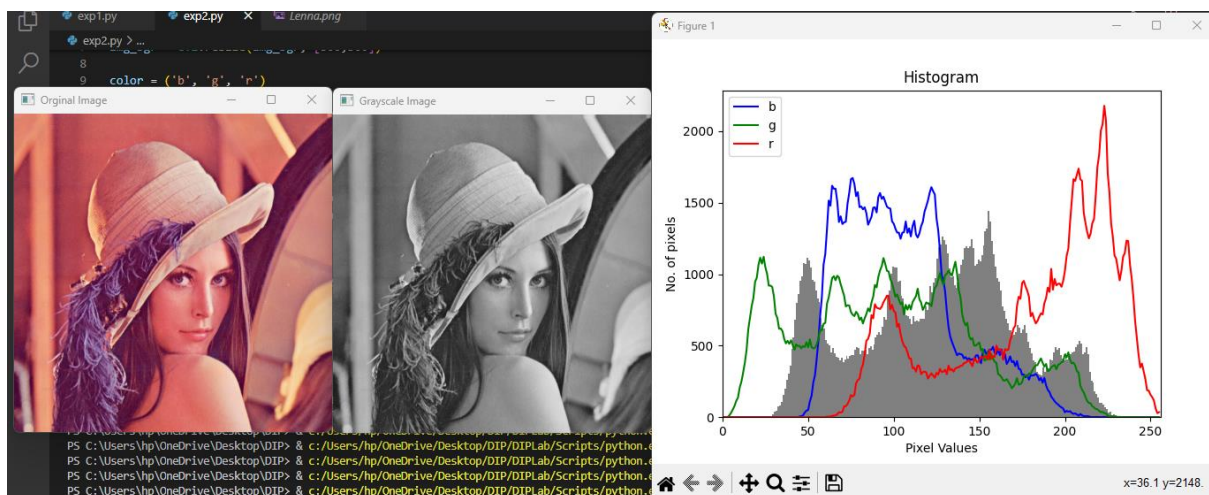 exp1.py
exp2.py
X
Lenna.png
exp2.py > ...
8
9 color = ('b', 'g', 'r')
Orginal Image
Grayscale Image
PS C:\Users\hp\OneDrive\Desktop\DIP> & c:/Users/hp/OneDrive/Desktop/DIP/DIPLab/Scripts/python.e
PS C:\Users\hp\OneDrive\Desktop\DIP> & c:/Users/hp/OneDrive/Desktop/DIP/DIPLab/Scripts/python.e
PS C:\Users\hp\OneDrive\Desktop\DIP> & c:/Users/hp/OneDrive/Desktop/DIP/DIPLab/Scripts/python.e
PS C:\Users\hp\OneDrive\Desktop\DIP> & c:/Users/hp/OneDrive/Desktop/DIP/DIPLab/Scripts/python.e
Figure 1
Histogram
b
g
r
2000
1500
1000
500
0
No. of pixels
0 50 100 150 200 250
Pixel Values
x=36.1 y=2148.